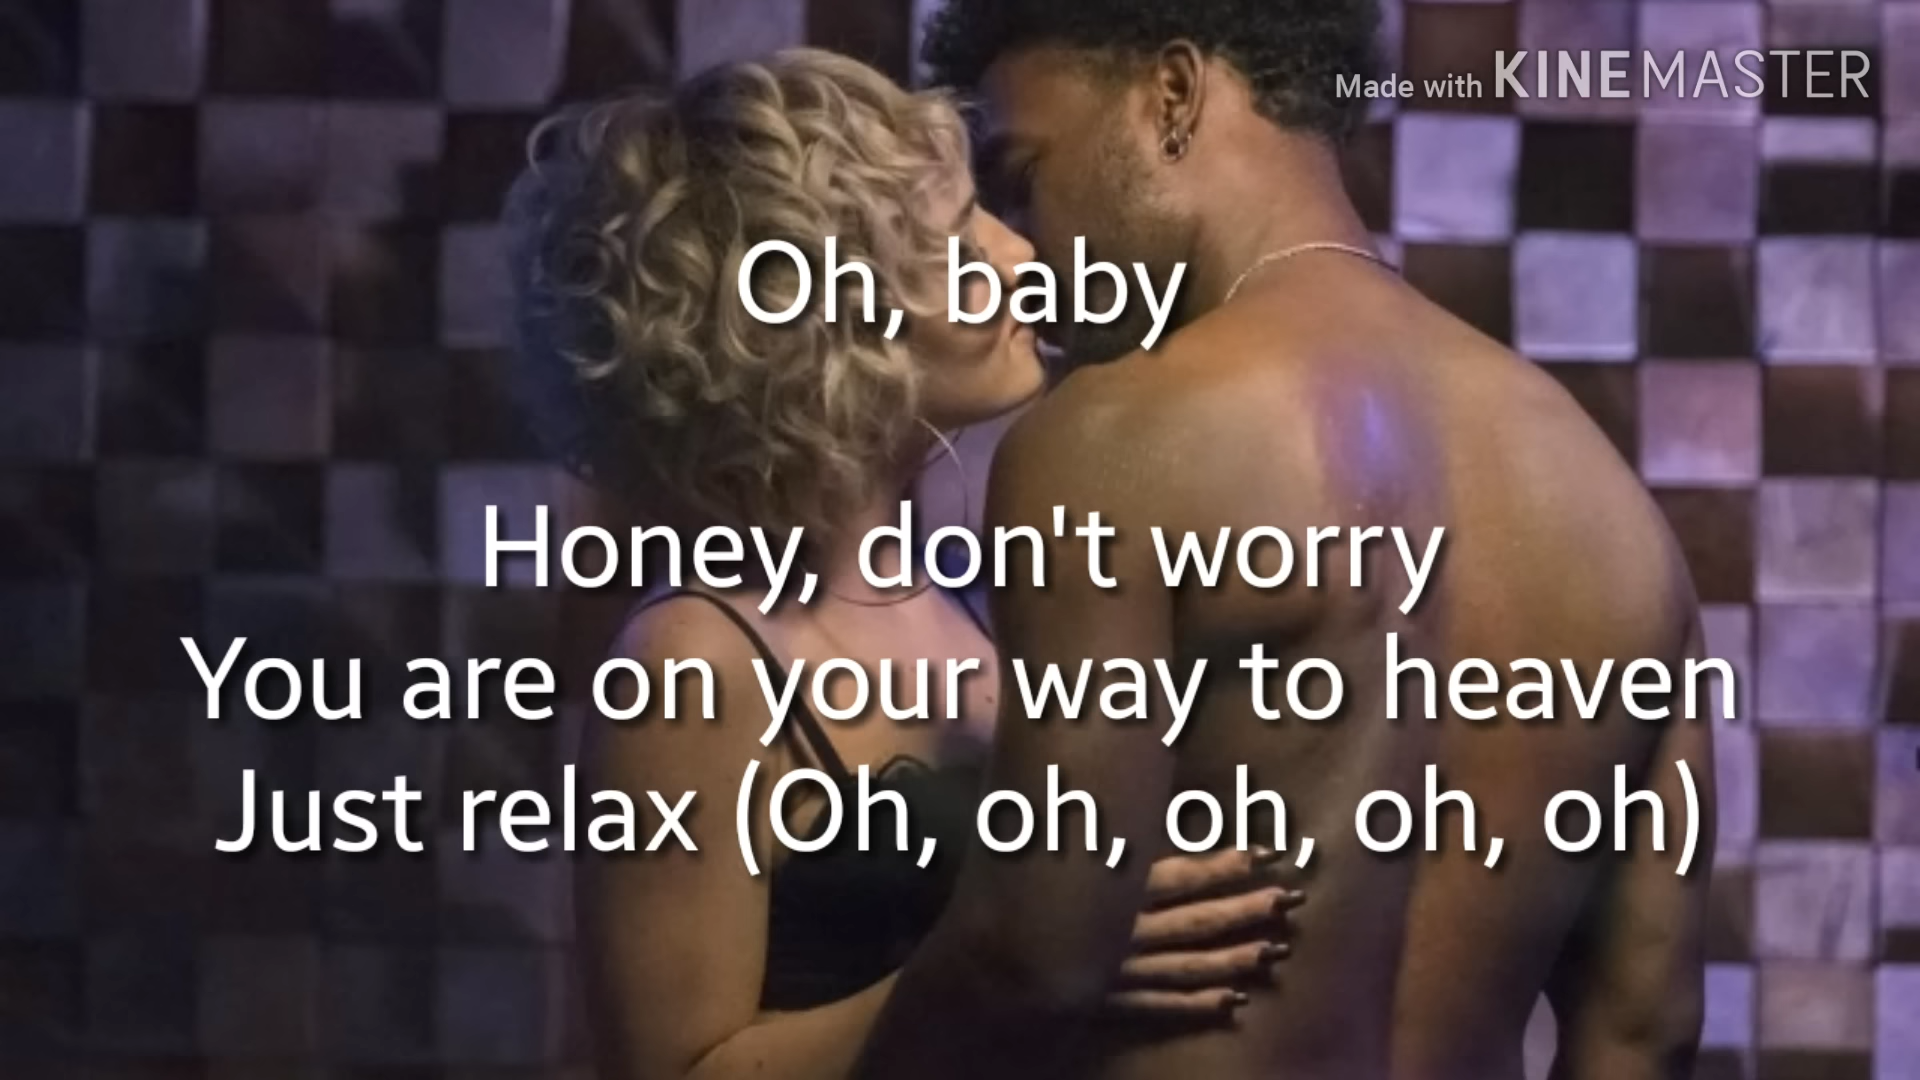 Made with KINEMASTER
Oh, baby
Honey, don't worry
You are on your way to heaven
Just relax (Oh, oh, oh, oh, oh)